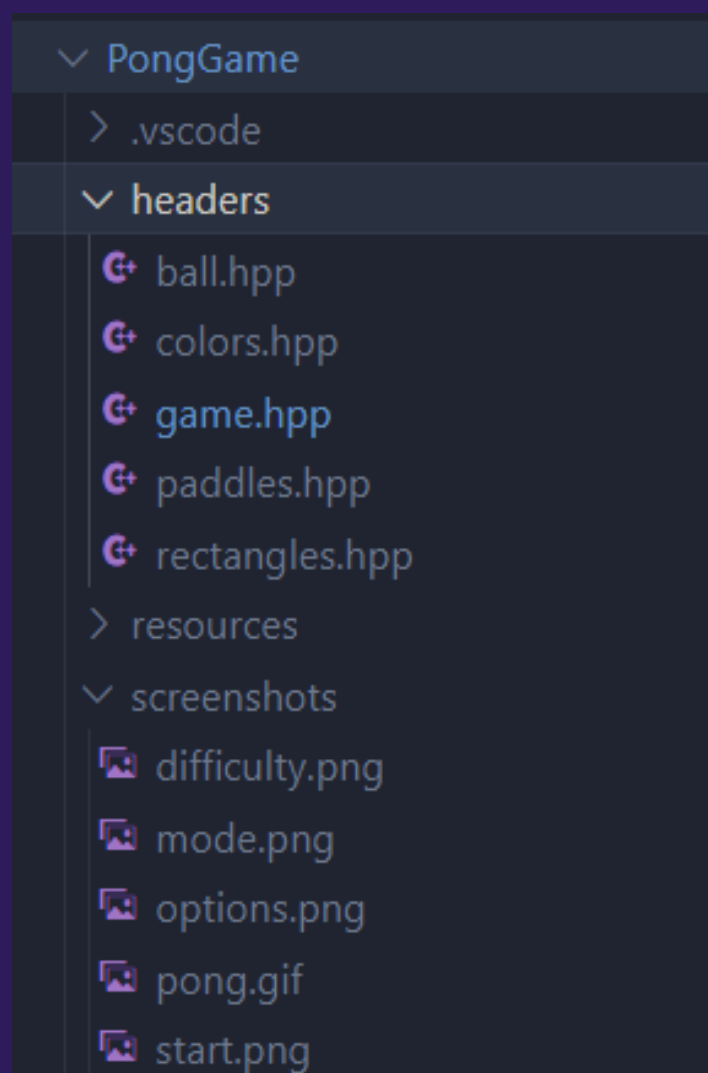 PongGame
.vscode
headers
ball.hpp
colors.hpp
game.hpp
paddles.hpp
rectangles.hpp
resources
screenshots
difficulty.png
mode.png
options.png
pong.gif
start.png